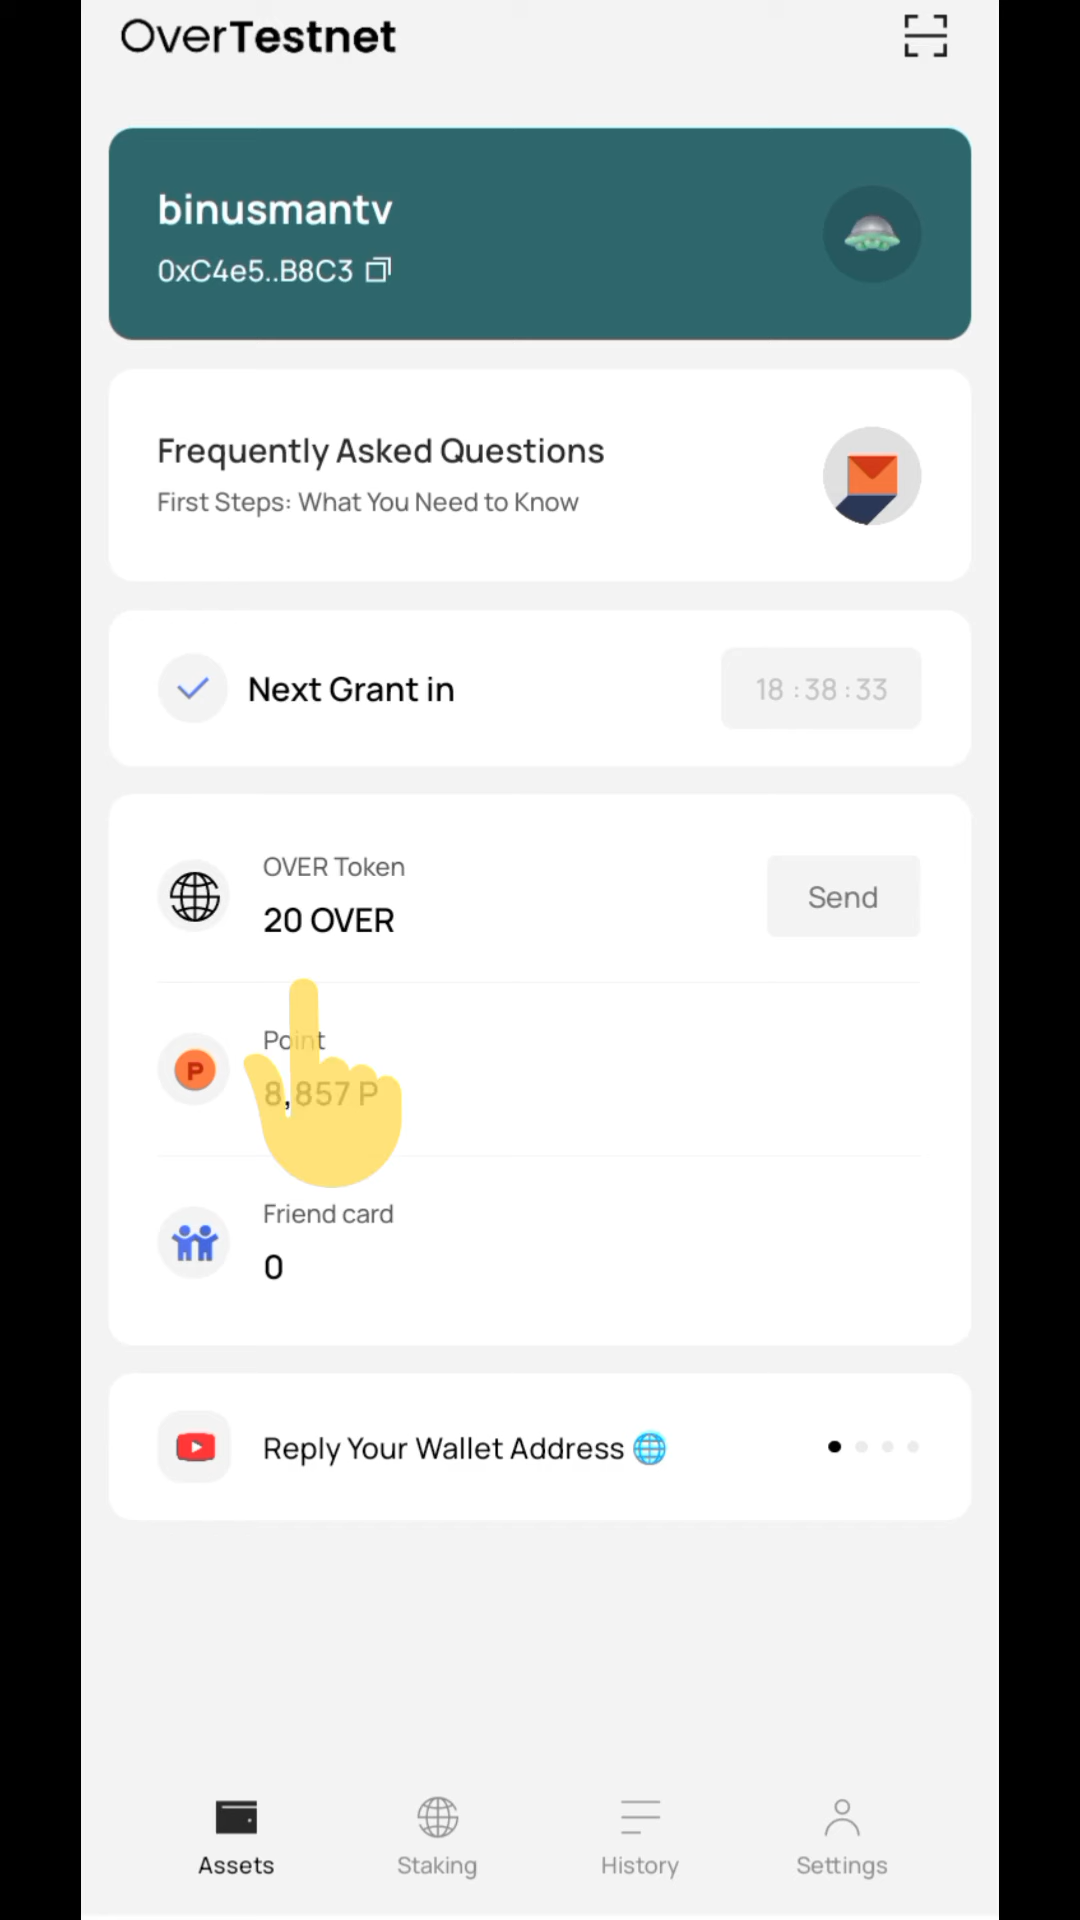 OverTestnet
binusmantv
0xC4e5..B8C3
Frequently Asked Questions
First Steps: What You Need to Know
Next Grant in
18 : 38 : 33
OVER Token
20 OVER
Send
Point
8,857 P
Friend card
0
Reply Your Wallet Address 🌐
Assets
Staking
History
Settings